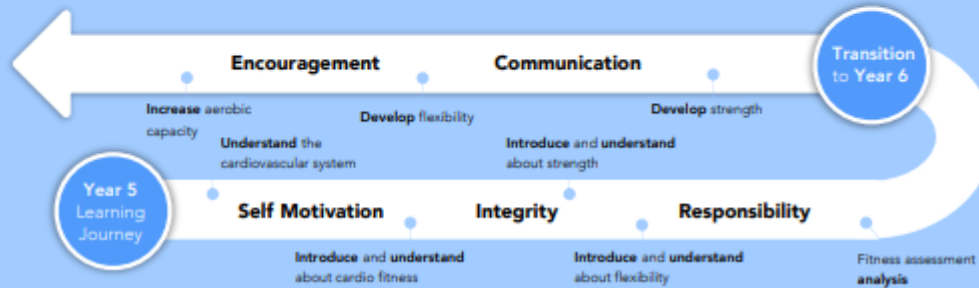 Encouragement
Communication
Transition
to Year 6
Increase aerobic
capacity
Develop flexibility
Develop strength
Understand the
cardiovascular system
Introduce and understand
about strength
Year 5
Learning
Journey
Self Motivation
Integrity
Responsibility
Introduce and understand
about cardio fitness
Introduce and understand
about flexibility
Fitness assessment
analysis